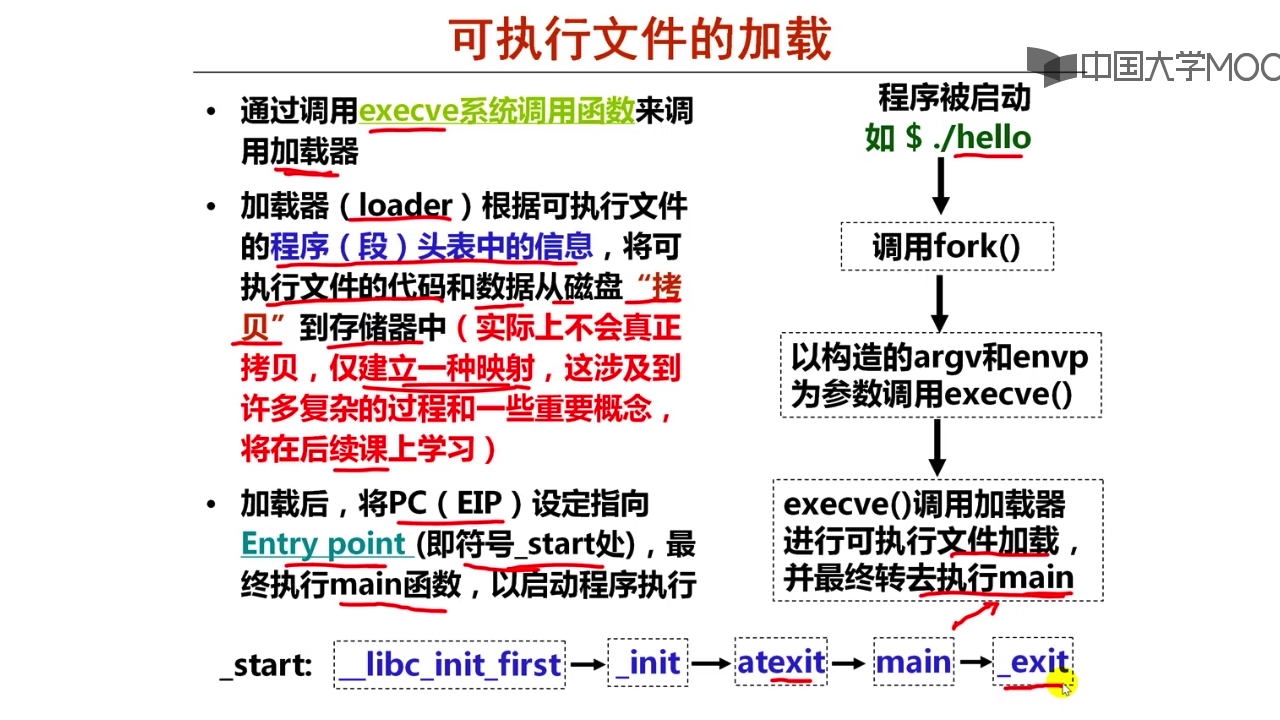 可执行文件的加载
中国大学MOO
• 通过调用execve系统调用函数来调
用加载器
• 加载器（loader）根据可执行文件
的程序（段）头表中的信息，将可
执行文件的代码和数据从磁盘“拷
贝”到存储器中（实际上不会真正
拷贝，仅建立一种映射，这涉及到
许多复杂的过程和一些重要概念，
将在后续课上学习）
• 加载后，将PC（EIP）设定指向
Entry point (即符号_start处)，最
终执行main函数，以启动程序执行
程序被启动
如 $ ./hello
调用fork()
以构造的argv和envp
为参数调用execve()
execve()调用加载器
进行可执行文件加载，
并最终转去执行main
_start: __libc_init_first _init atexit main _exit